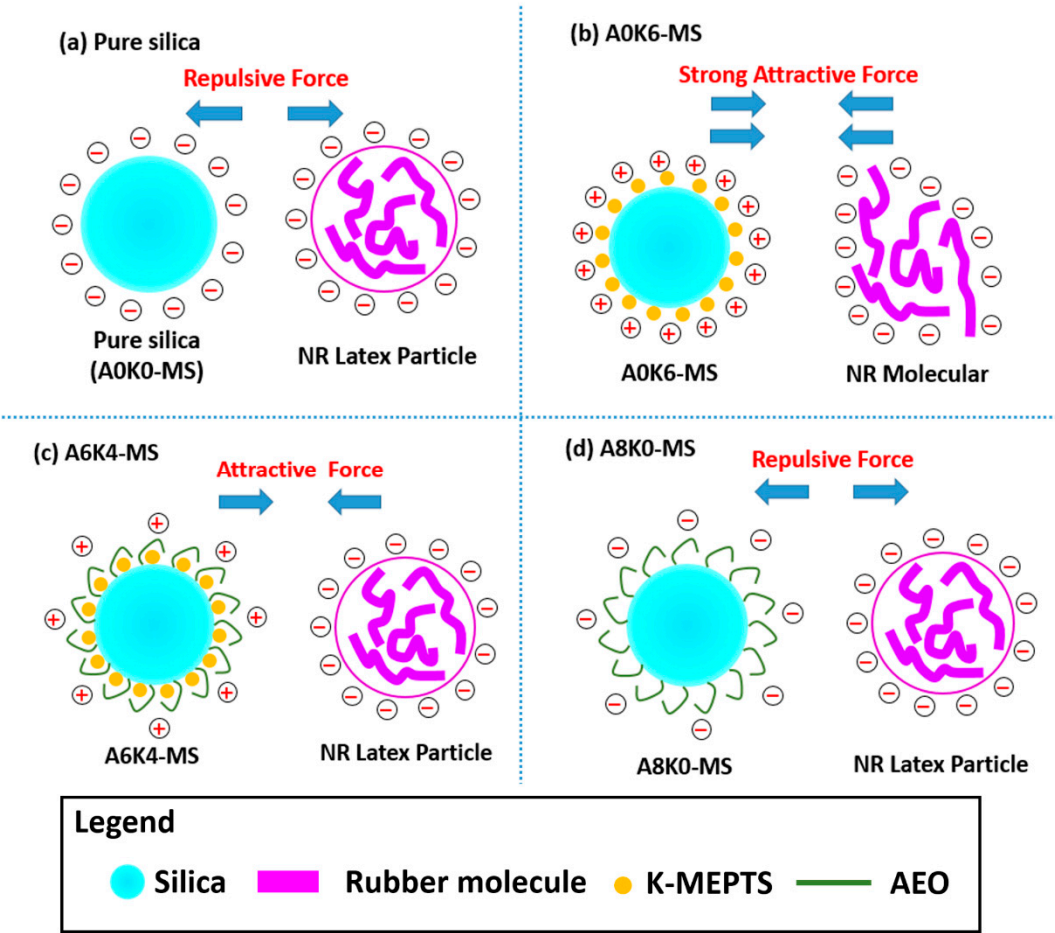 (a) Pure silica
Repulsive Force
Pure silica
(A0K0-MS)
NR Latex Particle
(b) A0K6-MS
Strong Attractive Force
A0K6-MS
NR Molecular
(c) A6K4-MS
Attractive Force
A6K4-MS
NR Latex Particle
(d) A8K0-MS
Repulsive Force
A8K0-MS
NR Latex Particle
Legend
Silica Rubber molecule K-MEPTS AEO